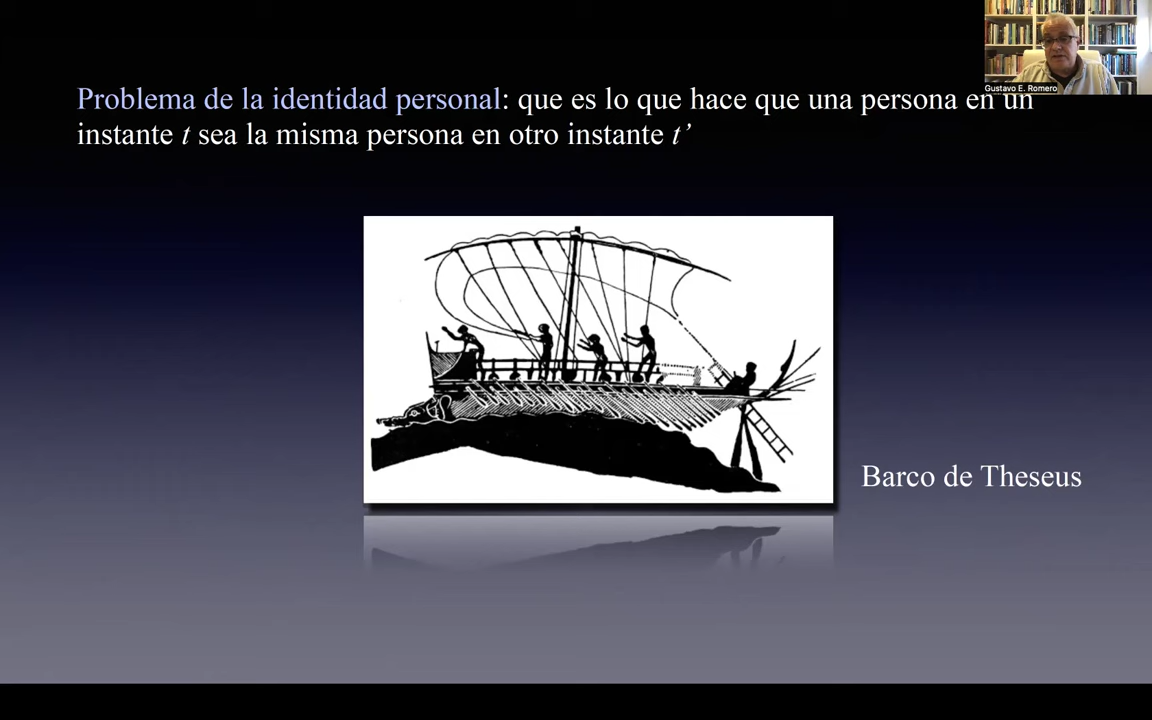 Gustavo E. Romero
Problema de la identidad personal: que es lo que hace que una persona en un
instante t sea la misma persona en otro instante t’
Barco de Theseus